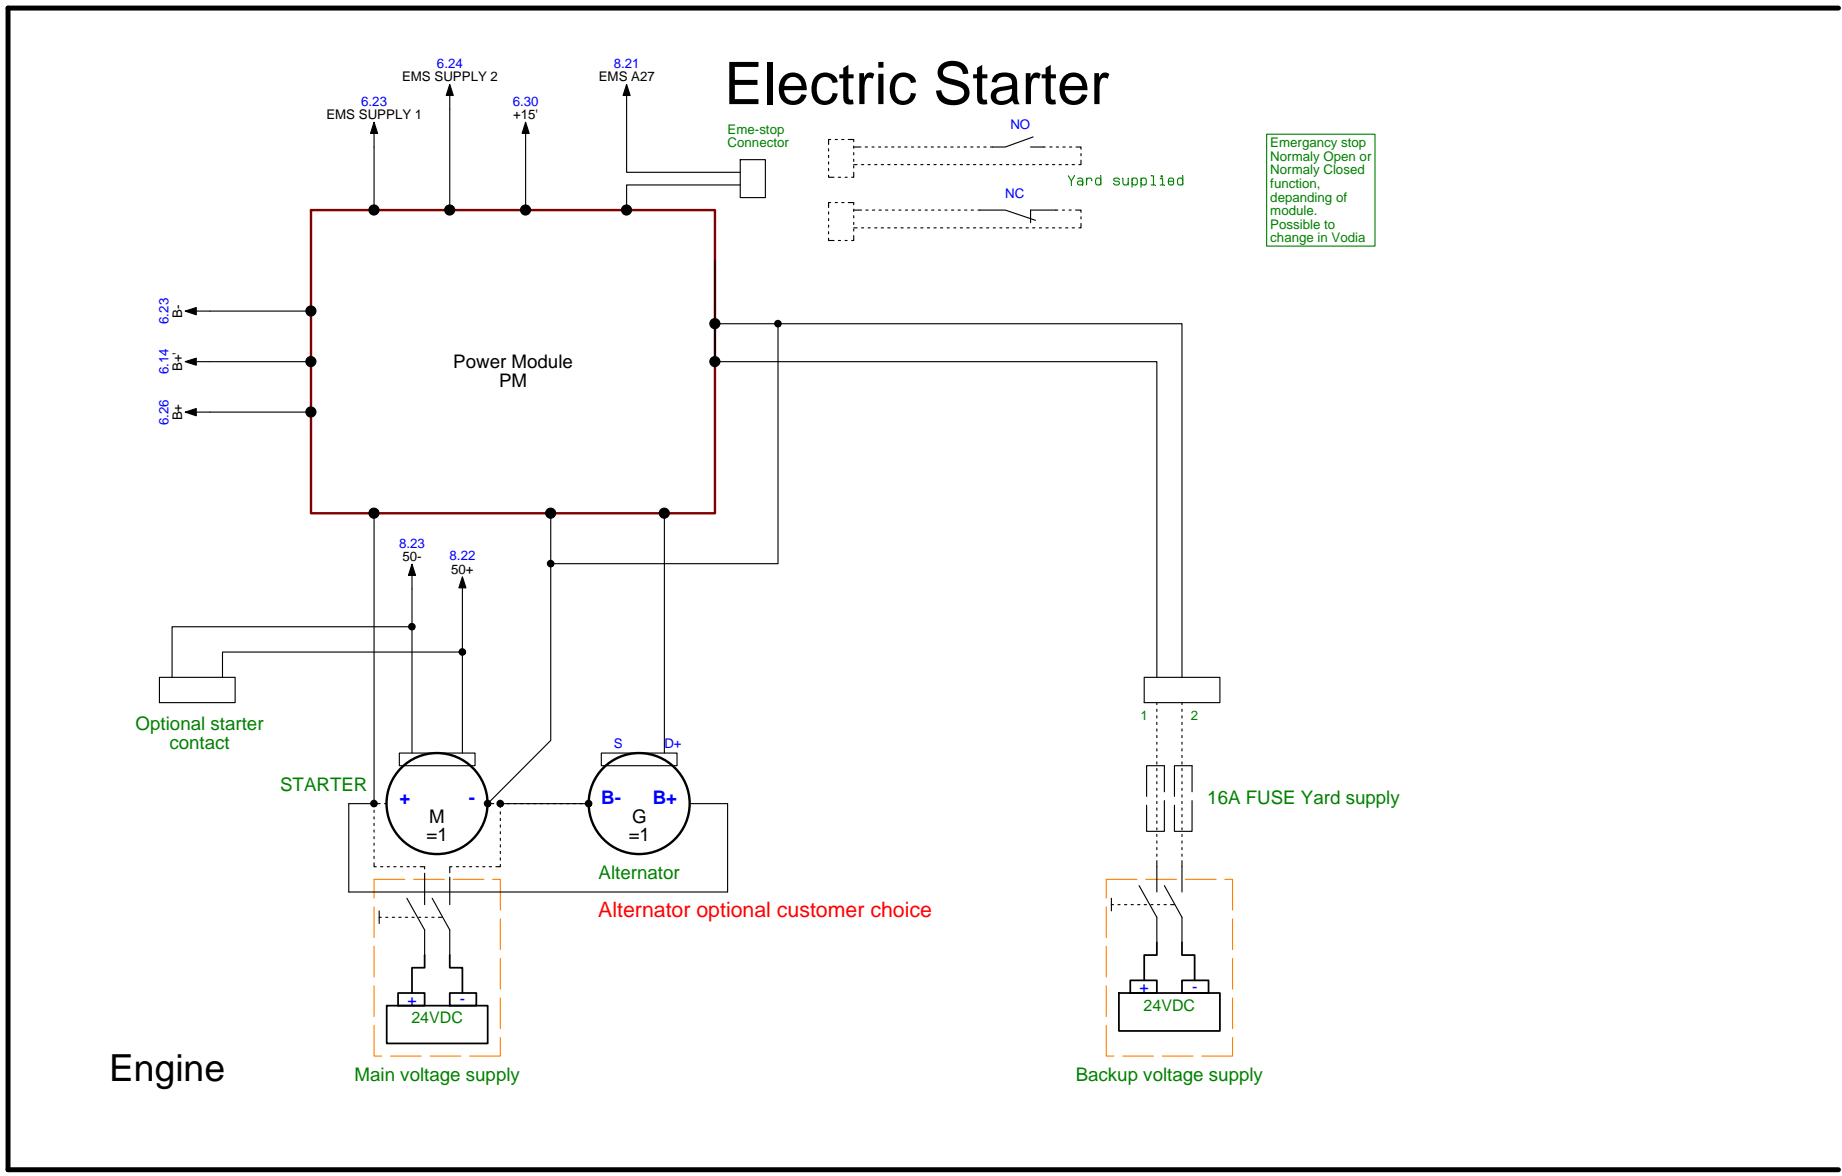 Electric Starter
6.24
EMS SUPPLY 2
8.21
EMS A27
6.23
EMS SUPPLY 1
6.30
+15'
Eme-stop
Connector
NO
Yard supplied
NC
Emergancy stop
Normaly Open or
Normaly Closed
function,
depanding of
module.
Possible to
change in Vodia
6.23
B-
6.14
B+'
6.26
B+
Power Module
PM
8.23
50-
8.22
50+
Optional starter
contact
STARTER
+ -
M
=1
S D+
B- B+
G
=1
Alternator
Alternator optional customer choice
1 2
16A FUSE Yard supply
+ -
24VDC
Main voltage supply
+ -
24VDC
Backup voltage supply
Engine